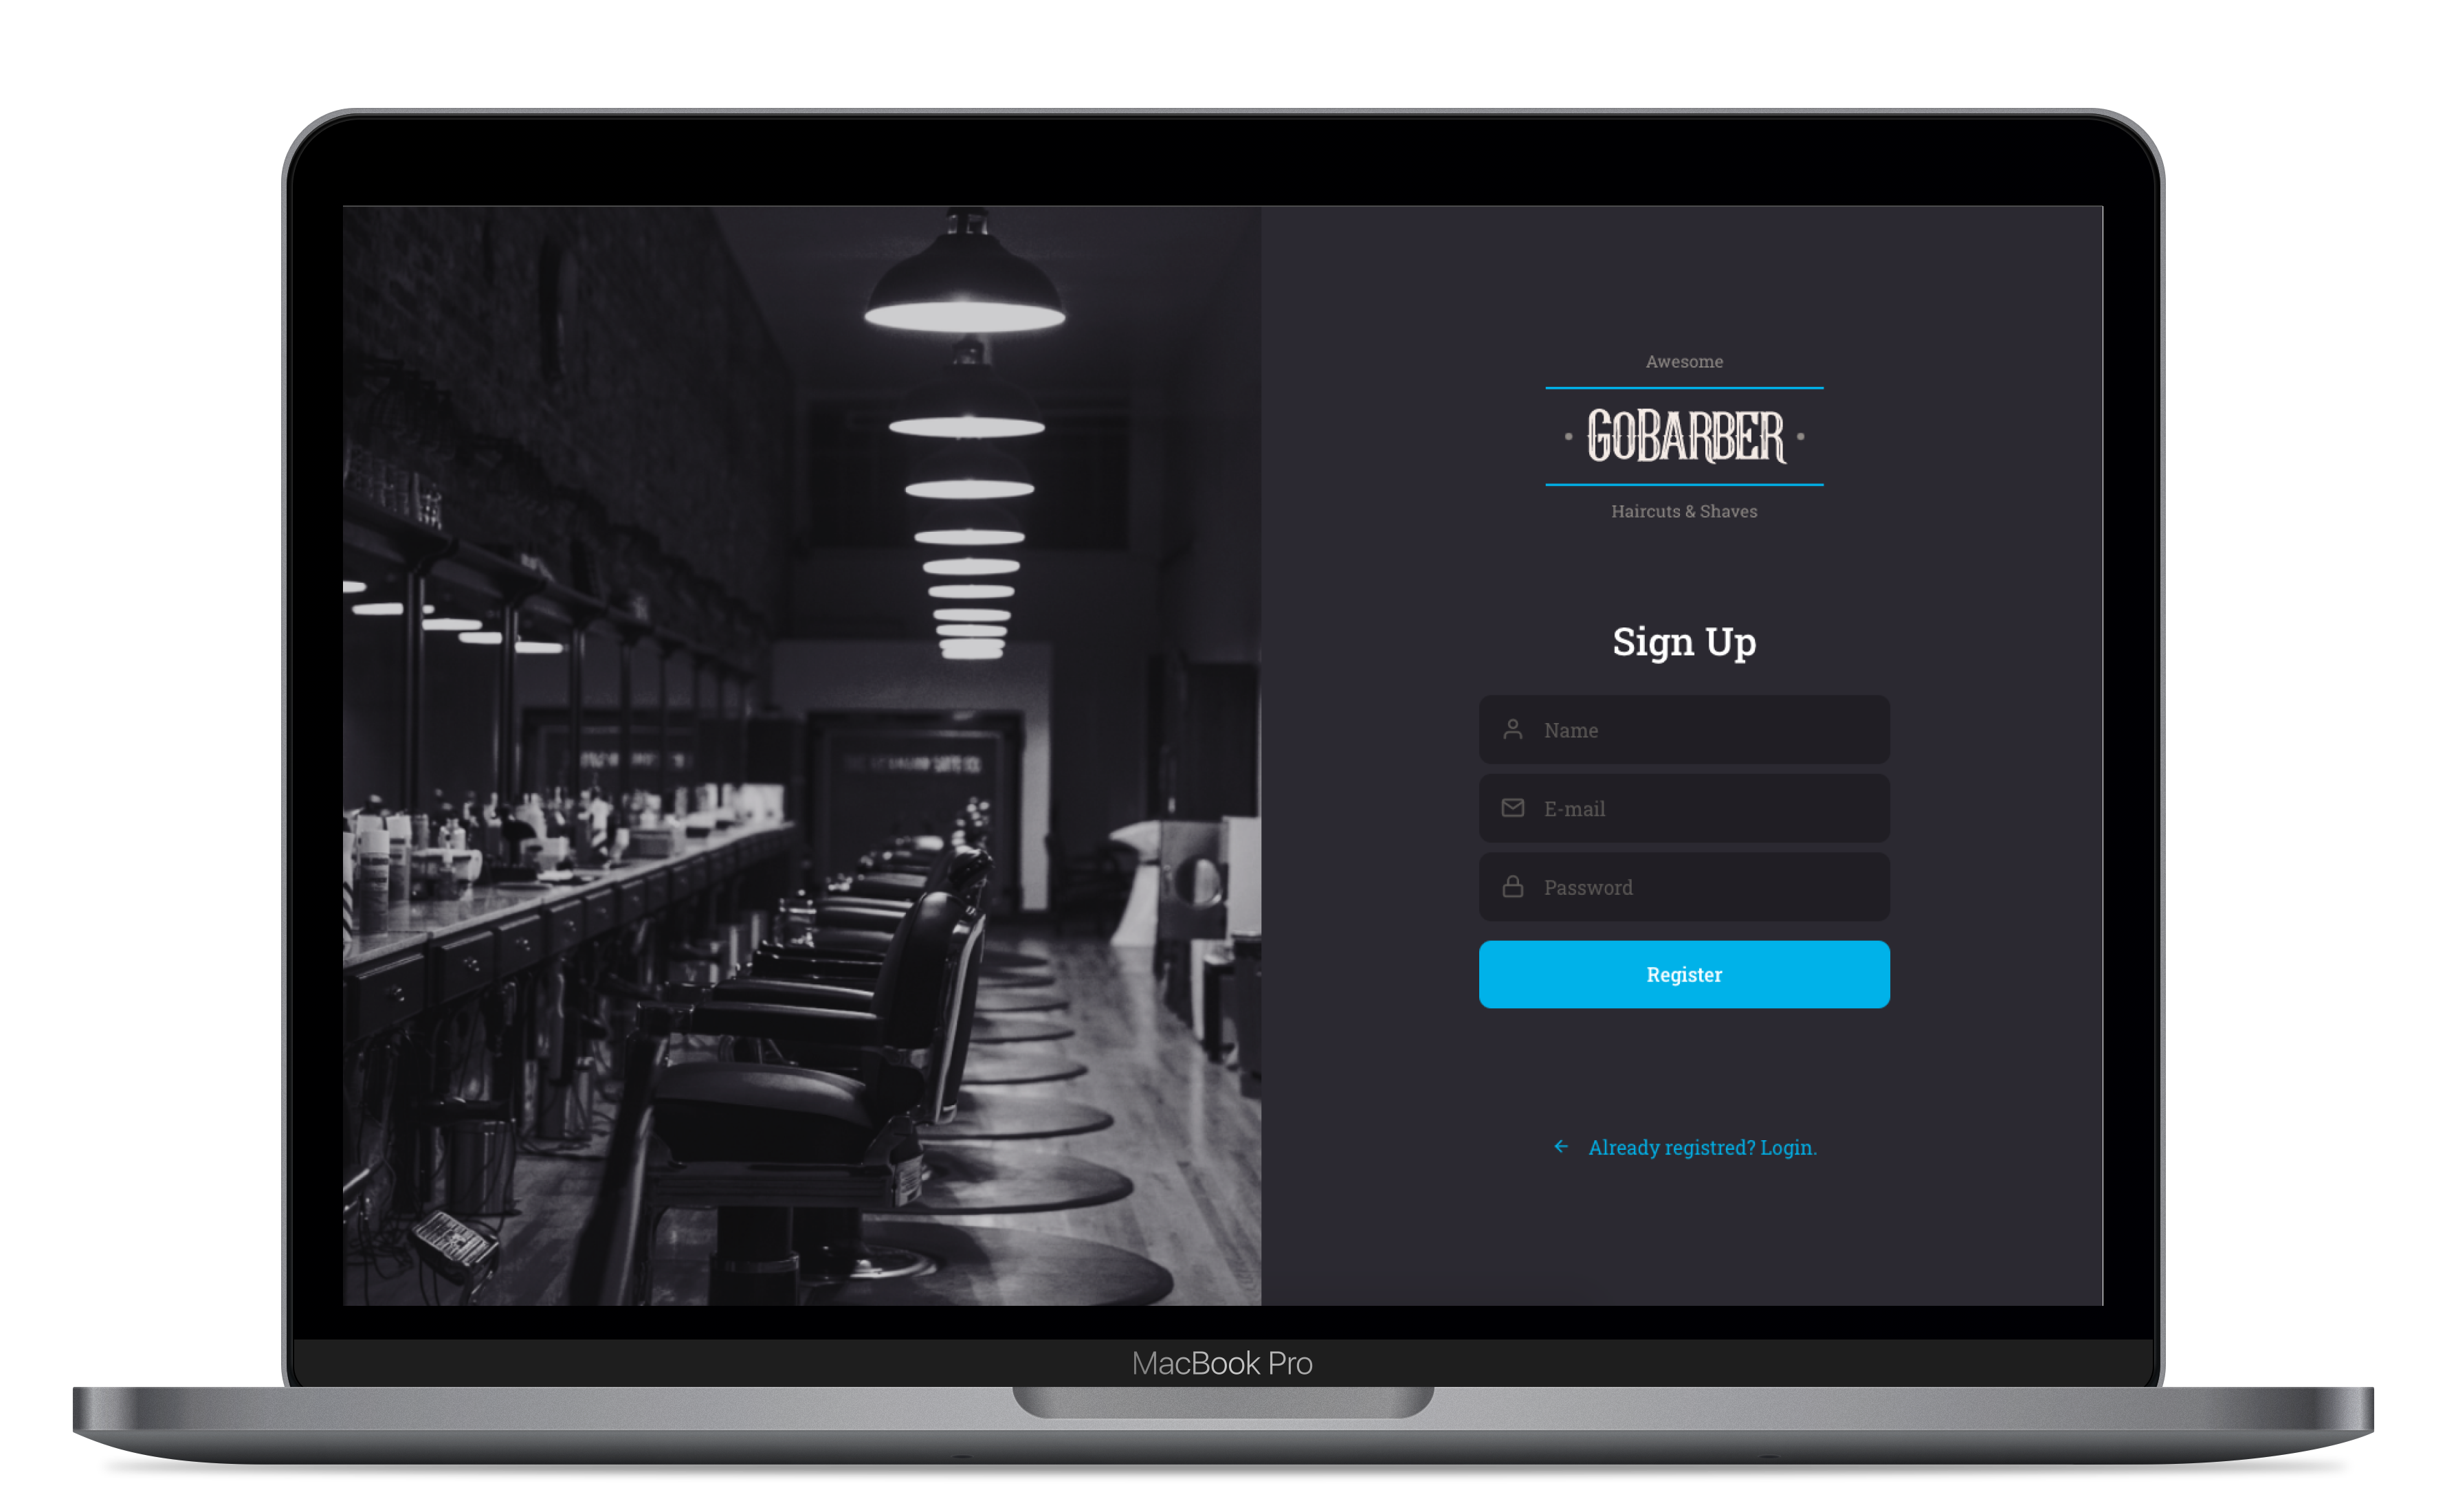 Awesome
GOBARBER
Haircuts & Shaves
Sign Up
Name
E-mail
Password
Register
Already registred? Login.
MacBook Pro